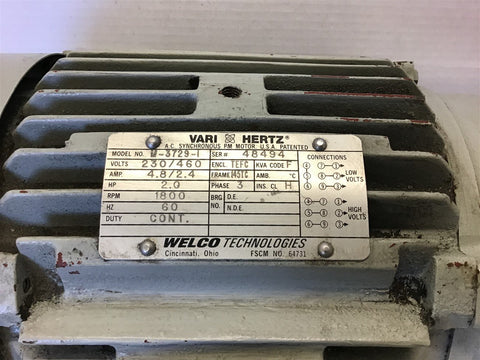 VARI HERTZ®
A.C. SYNCHRONOUS PM MOTOR U.S.A. PATENTED
MODEL NO. M-3729-1 SER# 48494
VOLTS 230/460 ENCL TEFC KVA CODE F
AMP. 4.8/2.4 FRAME 145TC AMB. °C
HP 2.0 PHASE 3 INS. CL H
RPM 1800 BRG NO. D.E. N.D.E.
HZ 60
DUTY CONT.
CONNECTIONS
LOW VOLTS
HIGH VOLTS
WELCO TECHNOLOGIES
Cincinnati, Ohio FSCM NO. 64731